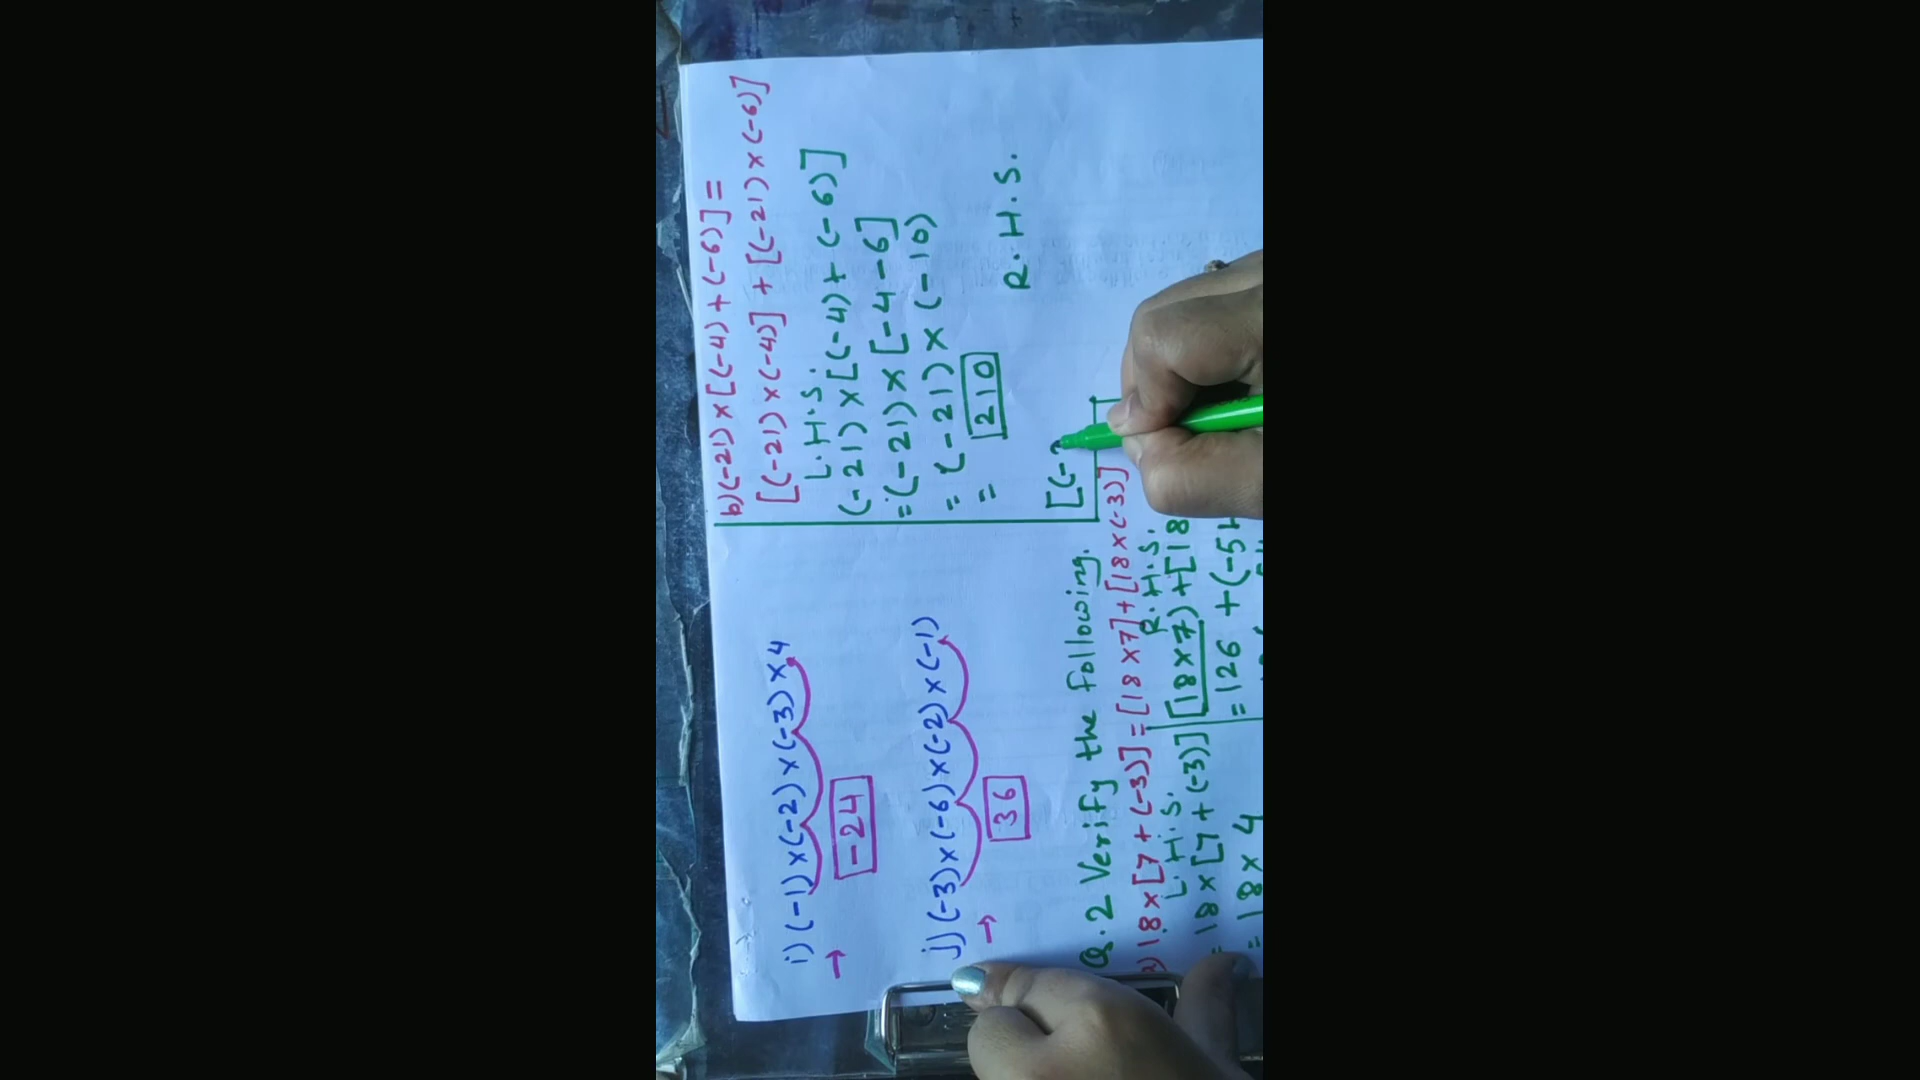 i) (-1) x (-2) x (-3) x 4
→ -24
j) (-3) x (-6) x (-2) x (-1)
→ 36
Q. 2 Verify the following.
a) 18 x [7 + (-3)] = [18 x 7] + [18 x (-3)]
L.H.S.
= 18 x [7 + (-3)]
= 18 x 4
R.H.S.
[18 x 7) + [18
= 126 + (-5
b) (-21) x [(-4) + (-6)] =
[(-21) x (-4)] + [(-21) x (-6)]
L.H.S.
(-21) x [(-4) + (-6)]
= (-21) x [-4 - 6]
= (-21) x (-10)
= 210
R.H.S.
[(-